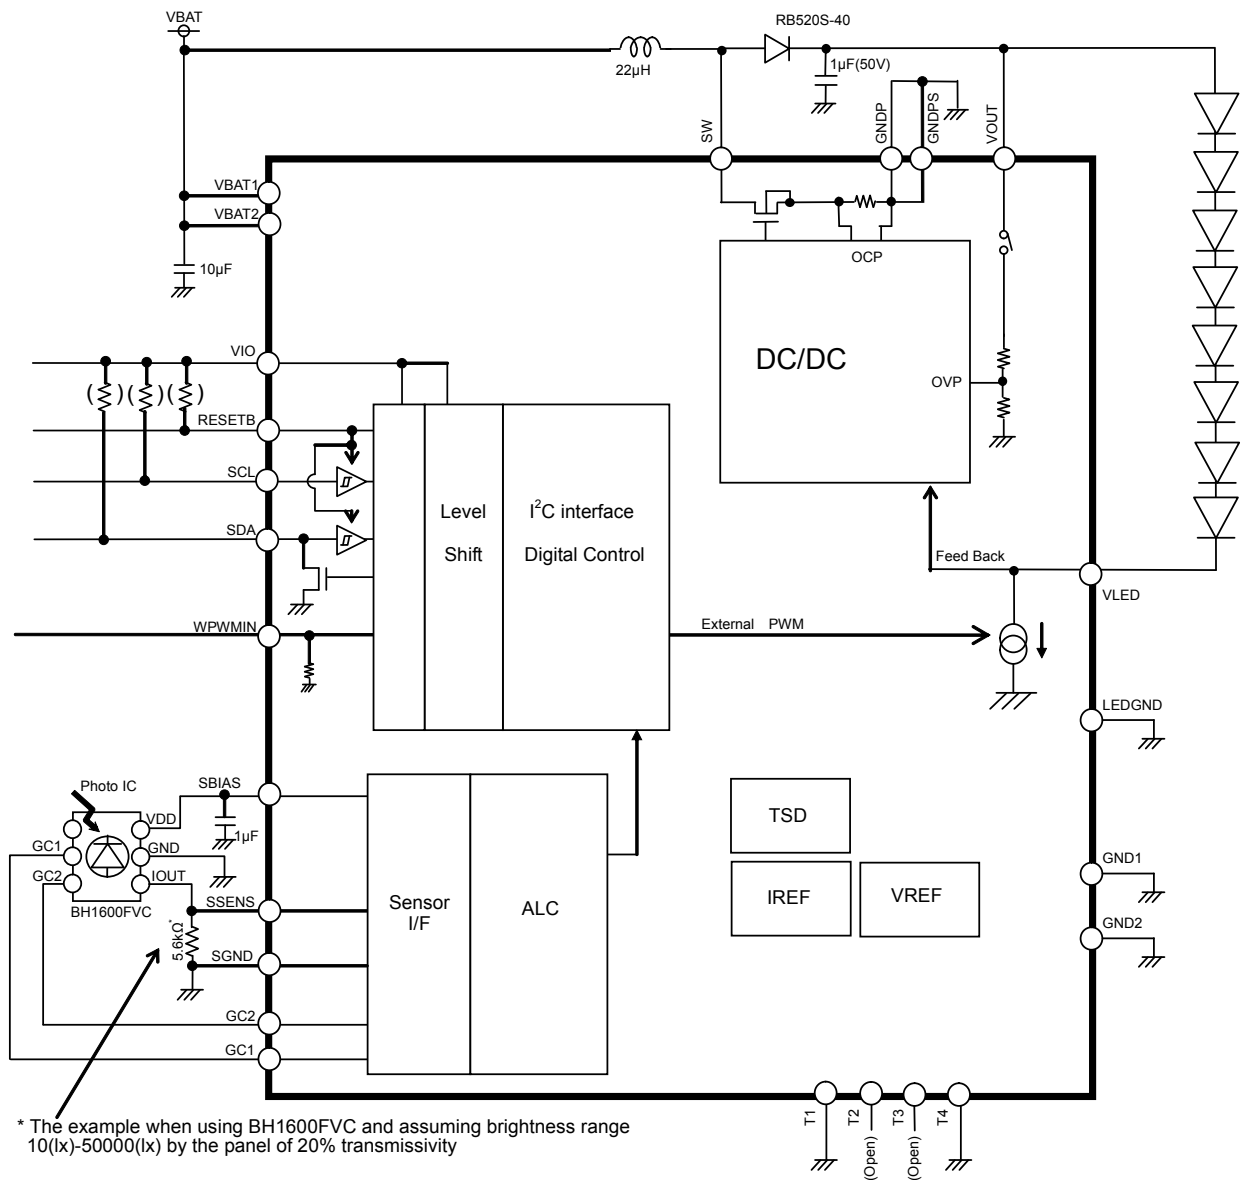 VBAT
RB520S-40
22µH
1µF(50V)
SW
GNDP
GNDPS
VOUT
VBAT1
VBAT2
10µF
OCP
DC/DC
OVP
VIO
( ) ( ) ( )
RESETB
SCL
SDA
WPWMIN
Level
Shift
I²C interface
Digital Control
Feed Back
VLED
External PWM
LEDGND
Photo IC
SBIAS
VDD
1µF
GC1
GND
GC2
IOUT
BH1600FVC
SSENS
5.6kΩ*
SGND
GC2
GC1
Sensor
I/F
ALC
TSD
IREF
VREF
GND1
GND2
T1
T2
T3
T4
(Open)
(Open)
* The example when using BH1600FVC and assuming brightness range
10(lx)-50000(lx) by the panel of 20% transmissivity